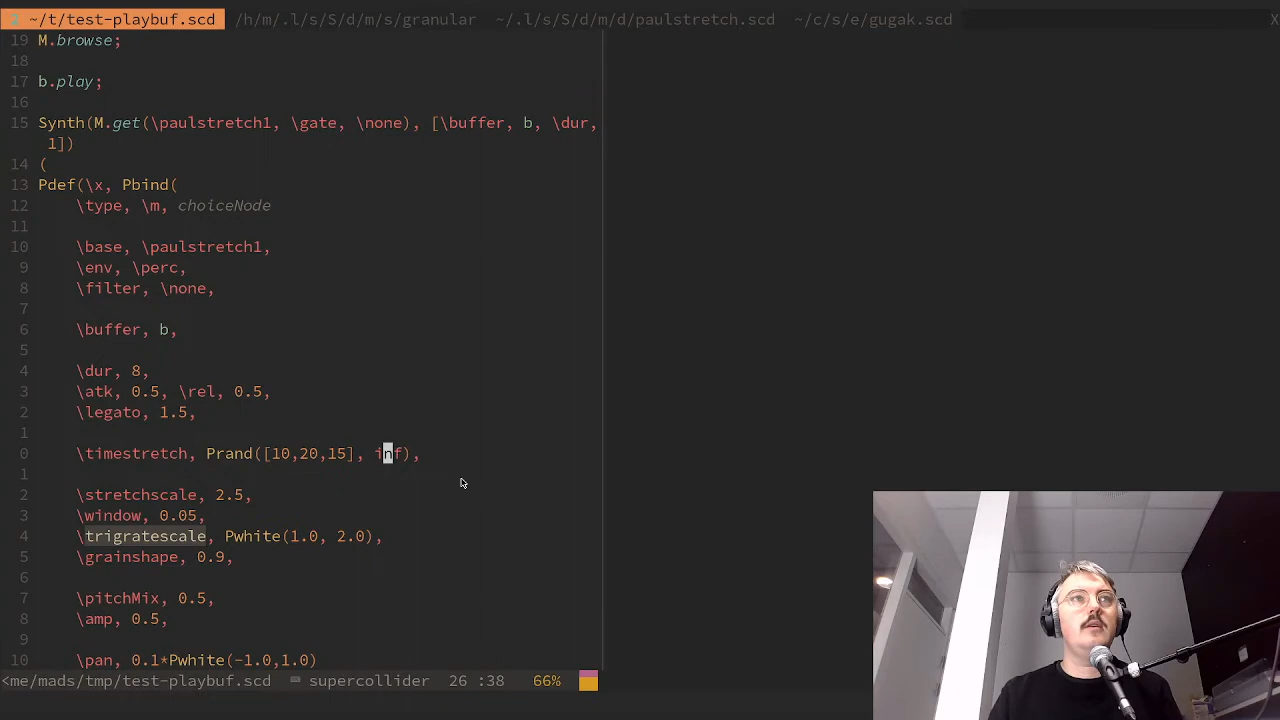 2 ~/t/test-playbuf.scd /h/m/.l/s/S/d/m/s/granular ~/.l/s/S/d/m/d/paulstretch.scd ~/c/s/e/gugak.scd X
19 M.browse;
18
17 b.play;
16
15 Synth(M.get(\paulstretch1, \gate, \none), [\buffer, b, \dur,
1])
14 (
13 Pdef(\x, Pbind(
12 \type, \m, choiceNode
11
10 \base, \paulstretch1,
9 \env, \perc,
8 \filter, \none,
7
6 \buffer, b,
5
4 \dur, 8,
3 \atk, 0.5, \rel, 0.5,
2 \legato, 1.5,
1
0 \timestretch, Prand([10,20,15], inf),
1
2 \stretchscale, 2.5,
3 \window, 0.05,
4 \trigratescale, Pwhite(1.0, 2.0),
5 \grainshape, 0.9,
6
7 \pitchMix, 0.5,
8 \amp, 0.5,
9
10 \pan, 0.1*Pwhite(-1.0,1.0)
<me/mads/tmp/test-playbuf.scd supercollider 26 :38 66%